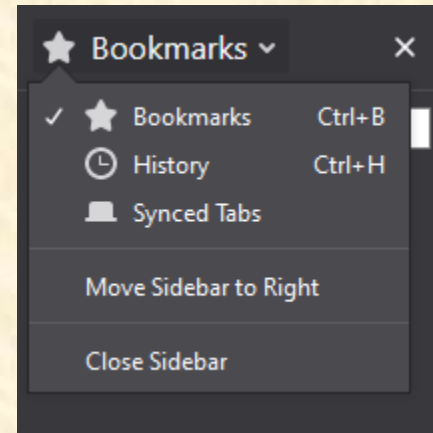 Bookmarks
Bookmarks Ctrl+B
History Ctrl+H
Synced Tabs
Move Sidebar to Right
Close Sidebar